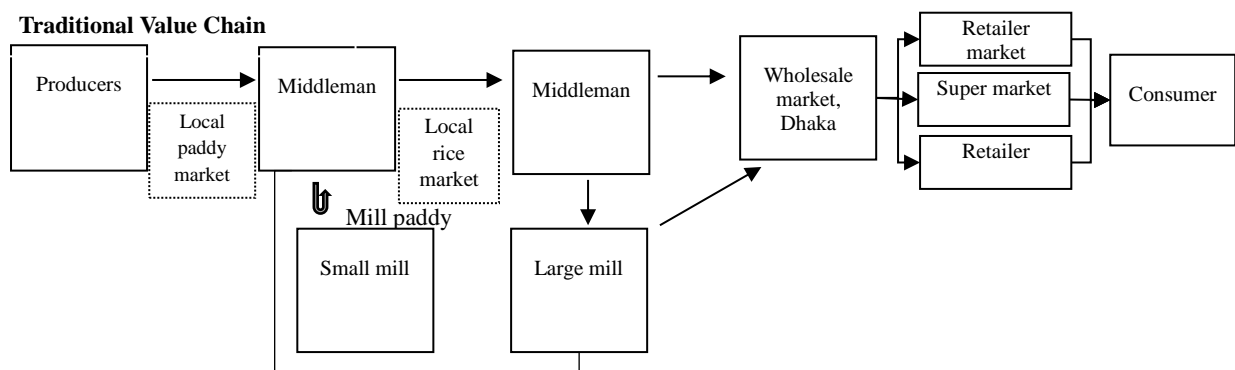 Traditional Value Chain
Producers
Local
paddy
market
Middleman
Local
rice
market
Middleman
Wholesale
market,
Dhaka
Retailer
market
Super market
Retailer
Consumer
Mill paddy
Small mill
Large mill